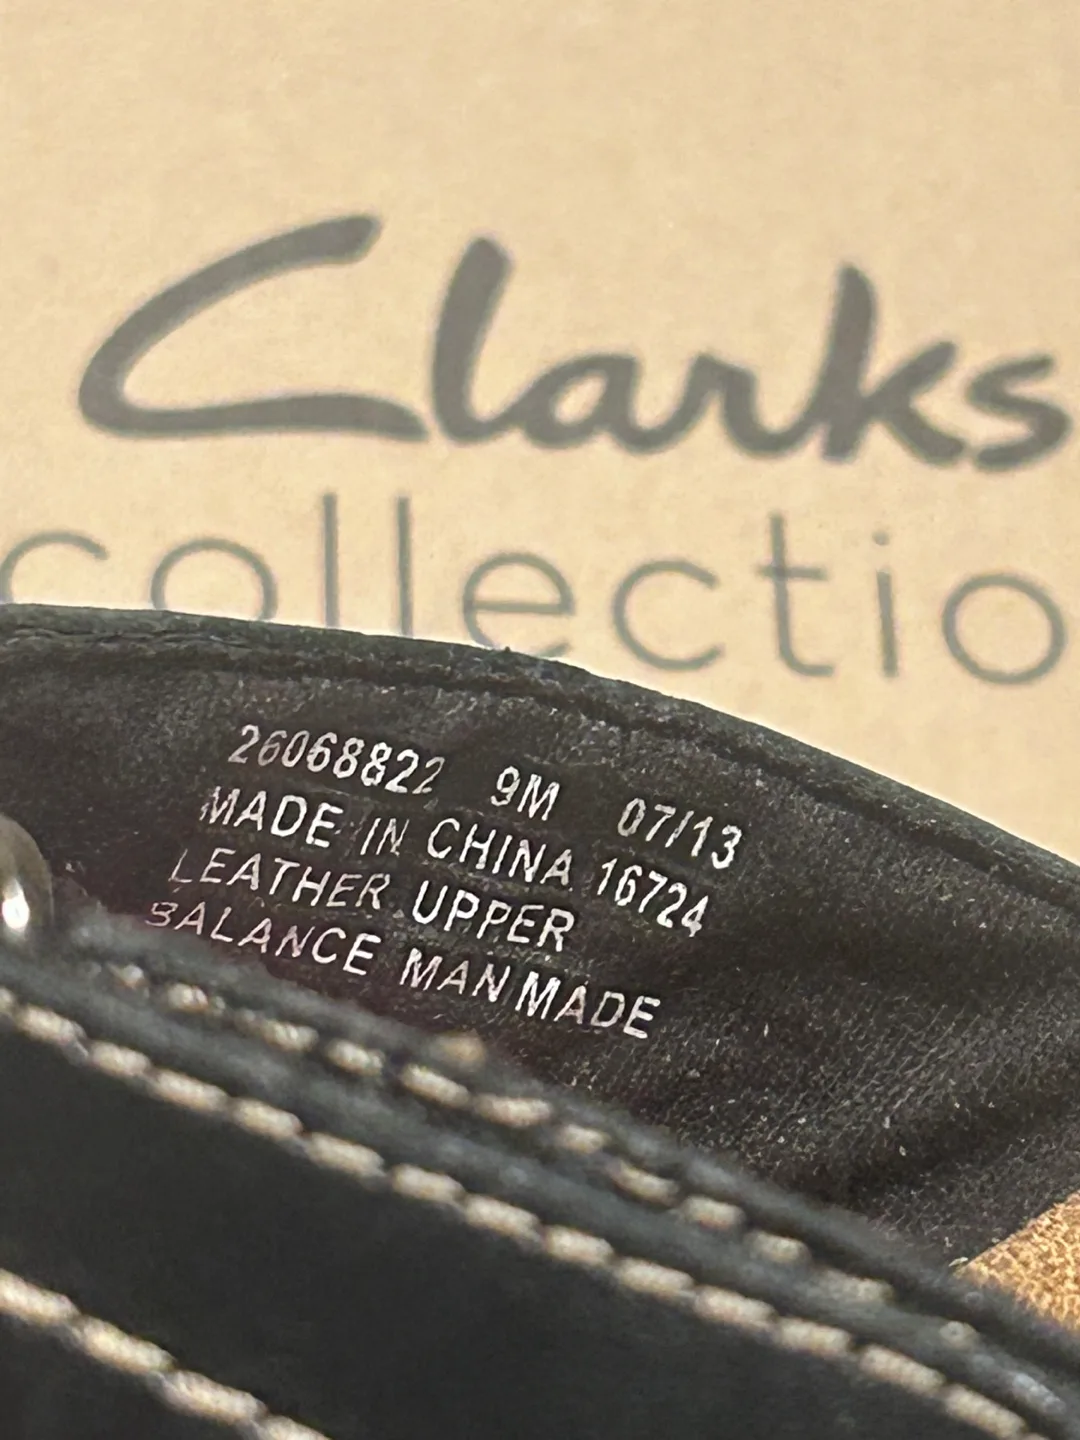 Clarks
collectio
26068822 9M 07/13
MADE IN CHINA 16724
LEATHER UPPER
BALANCE MAN MADE